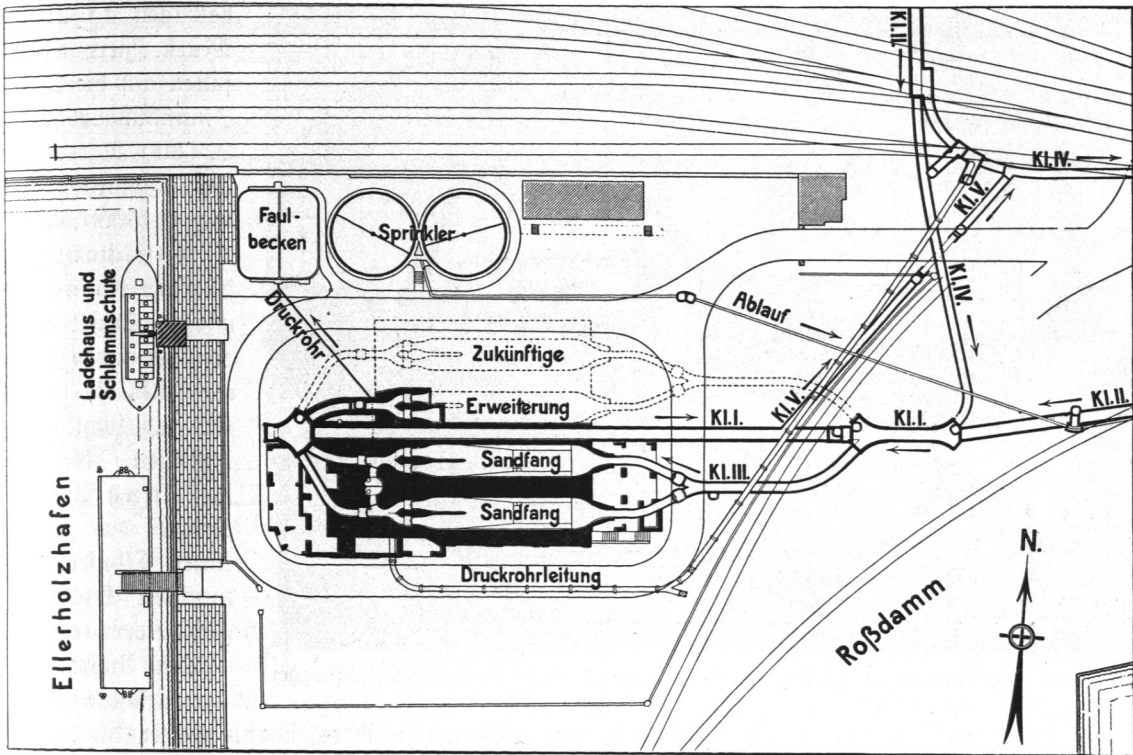 Kl.III.
Kl.IV.
Kl.V.
Faul-
becken
Sprinkler
Kl.IV.
Ladehaus und
Schlammschute
Druckrohr
Ablauf
Zukünftige
Erweiterung
Kl.V.
Kl.I.
Kl.I.
Kl.II.
Sandfang
Kl.III.
Sandfang
Druckrohrleitung
Ellerholzhafen
Roßdamm
N.